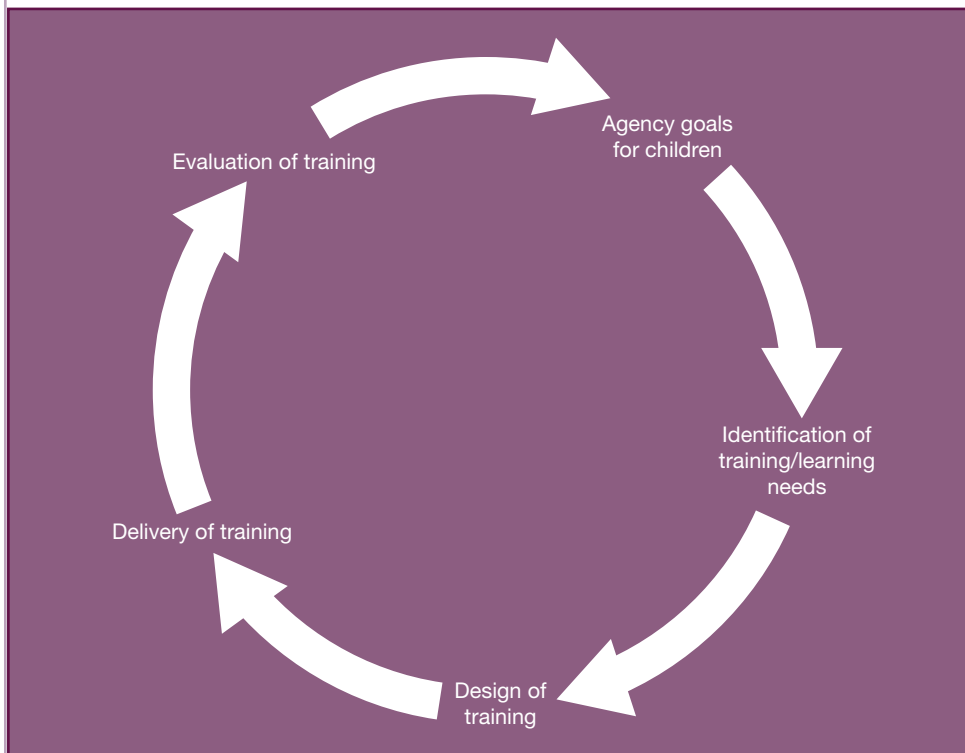 Agency goals
for children
Identification of
training/learning
needs
Design of
training
Delivery of training
Evaluation of training